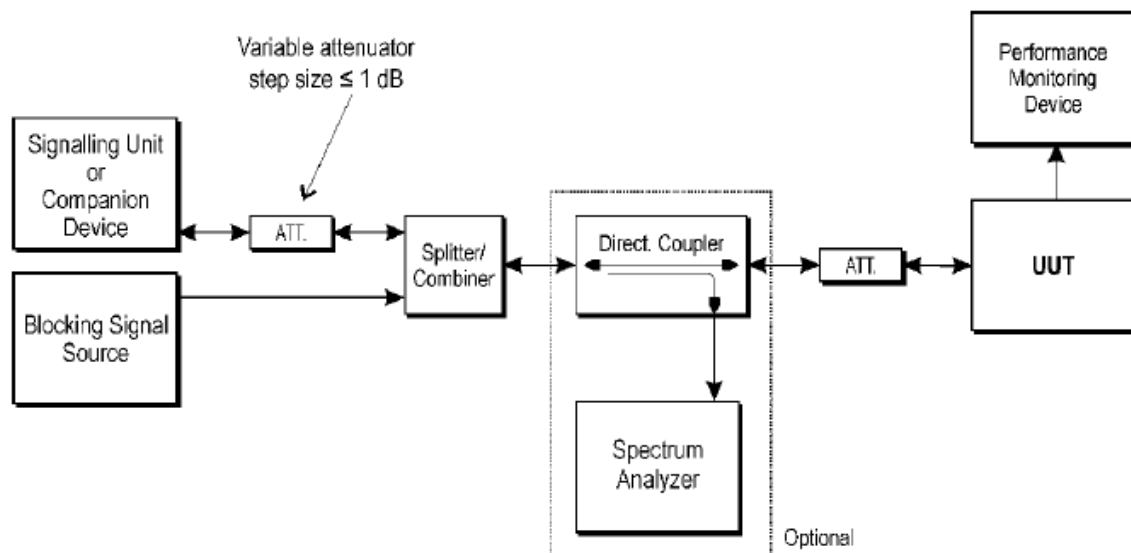 Variable attenuator
step size ≤ 1 dB
Performance
Monitoring
Device
Signalling Unit
or
Companion
Device
ATT.
Splitter/
Combiner
Direct. Coupler
ATT.
UUT
Blocking Signal
Source
Spectrum
Analyzer
Optional